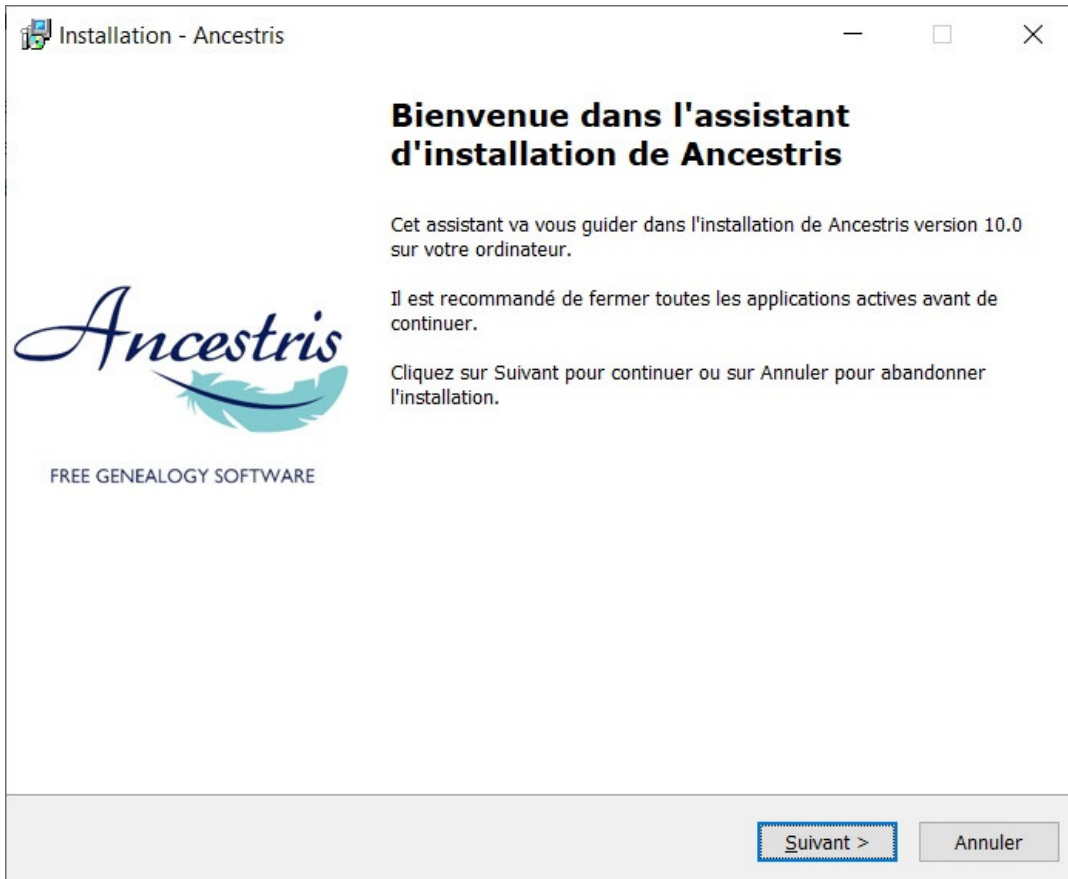 Installation - Ancestris
Bienvenue dans l'assistant
d'installation de Ancestris
Cet assistant va vous guider dans l'installation de Ancestris version 10.0
sur votre ordinateur.
Il est recommandé de fermer toutes les applications actives avant de
continuer.
Cliquez sur Suivant pour continuer ou sur Annuler pour abandonner
l'installation.
Ancestris
FREE GENEALOGY SOFTWARE
Suivant >
Annuler